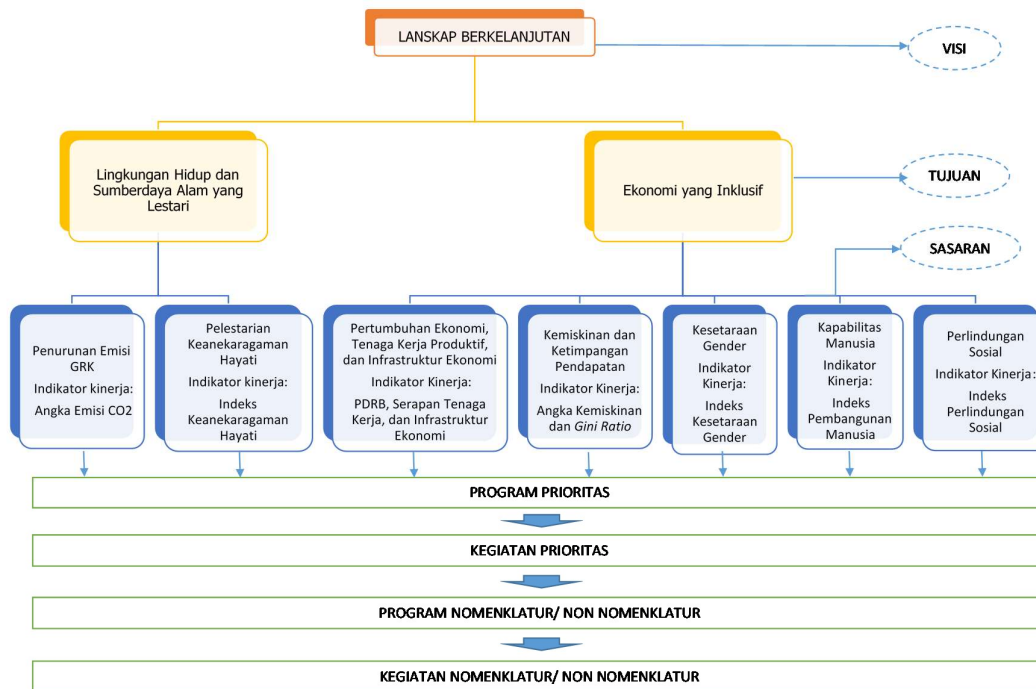 LANSKAP BERKELANJUTAN
VISI
Lingkungan Hidup dan
Sumberdaya Alam yang
Lestari
Ekonomi yang Inklusif
TUJUAN
SASARAN
Penurunan Emisi
GRK
Indikator kinerja:
Angka Emisi CO2
Pelestarian
Keanekaragaman
Hayati
Indikator kinerja:
Indeks
Keanekaragaman
Hayati
Pertumbuhan Ekonomi,
Tenaga Kerja Produktif,
dan Infrastruktur Ekonomi
Indikator Kinerja:
PDRB, Serapan Tenaga
Kerja, dan Infrastruktur
Ekonomi
Kemiskinan dan
Ketimpangan
Pendapatan
Indikator Kinerja:
Angka Kemiskinan
dan Gini Ratio
Kesetaraan
Gender
Indikator
Kinerja:
Indeks
Kesetaraan
Gender
Kapabilitas
Manusia
Indikator
Kinerja:
Indeks
Pembangunan
Manusia
Perlindungan
Sosial
Indikator Kinerja:
Indeks
Perlindungan
Sosial
PROGRAM PRIORITAS
KEGIATAN PRIORITAS
PROGRAM NOMENKLATUR/ NON NOMENKLATUR
KEGIATAN NOMENKLATUR/ NON NOMENKLATUR